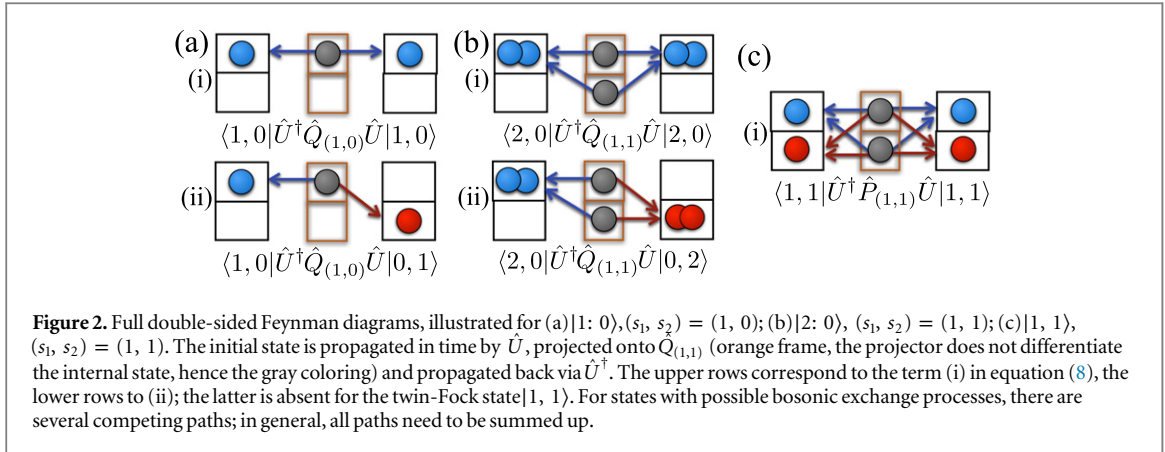 (a) (b) (c)
(i) (i) (i)
⟨1,0|Û†Q̂(1,0)Û|1,0⟩ ⟨2,0|Û†Q̂(1,1)Û|2,0⟩ ⟨1,1|Û†P̂(1,1)Û|1,1⟩
(ii) (ii)
⟨1,0|Û†Q̂(1,0)Û|0,1⟩ ⟨2,0|Û†Q̂(1,1)Û|0,2⟩
Figure 2. Full double-sided Feynman diagrams, illustrated for (a)|1: 0⟩,(s₁, s₂) = (1, 0); (b)|2: 0⟩, (s₁, s₂) = (1, 1); (c)|1, 1⟩,
(s₁, s₂) = (1, 1). The initial state is propagated in time by Û, projected onto Q̂(1,1) (orange frame, the projector does not differentiate
the internal state, hence the gray coloring) and propagated back via Û†. The upper rows correspond to the term (i) in equation (8), the
lower rows to (ii); the latter is absent for the twin-Fock state|1, 1⟩. For states with possible bosonic exchange processes, there are
several competing paths; in general, all paths need to be summed up.